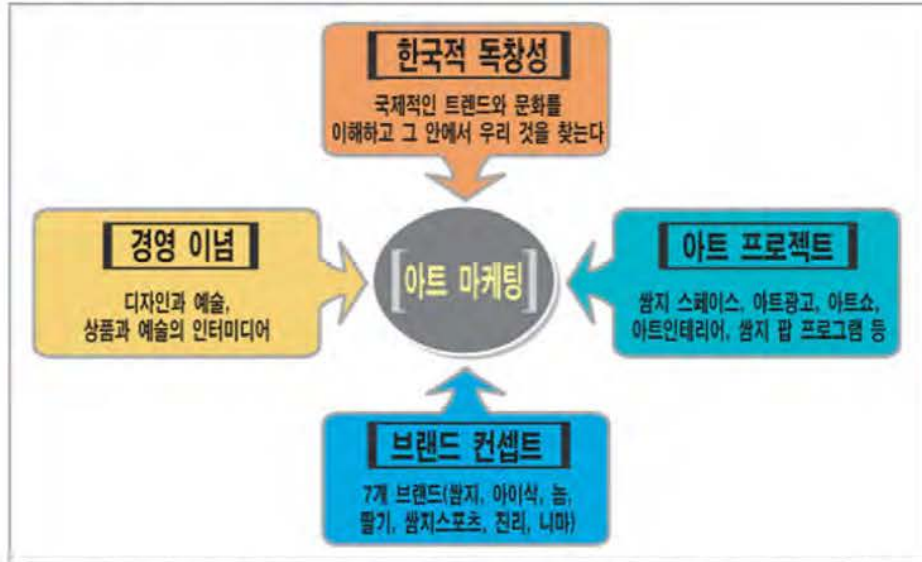 한국적 독창성
국제적인 트렌드와 문화를
이해하고 그 안에서 우리 것을 찾는다
경영 이념
디자인과 예술,
상품과 예술의 인터미디어
[아트 마케팅]
아트 프로젝트
쌈지 스페이스, 아트광고, 아트쇼,
아트인테리어, 쌈지 팝 프로그램 등
브랜드 컨셉트
7개 브랜드(쌈지, 아이삭, 놈,
딸기, 쌈지스포츠, 진리, 니마)